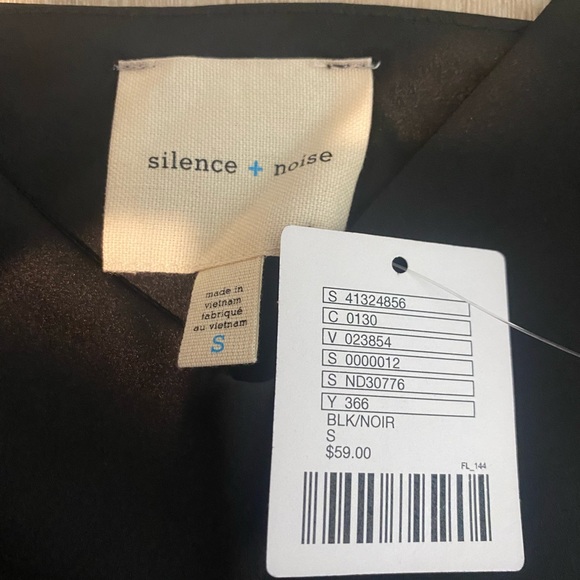 silence + noise
made in
vietnam
fabriqué
au vietnam
S
S 41324856
C 0130
V 023854
S 0000012
S ND30776
Y 366
BLK/NOIR
S
$59.00
FL_144